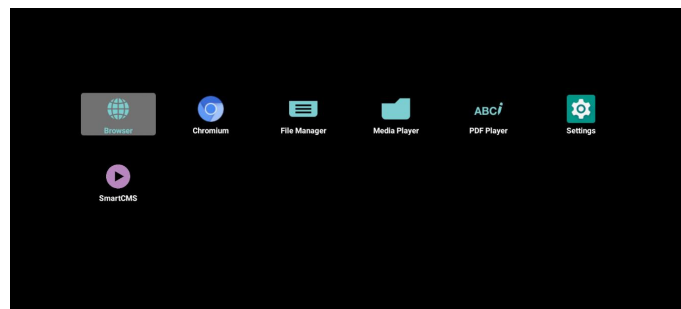 Browser
Chromium
File Manager
Media Player
ABCi
PDF Player
Settings
SmartCMS